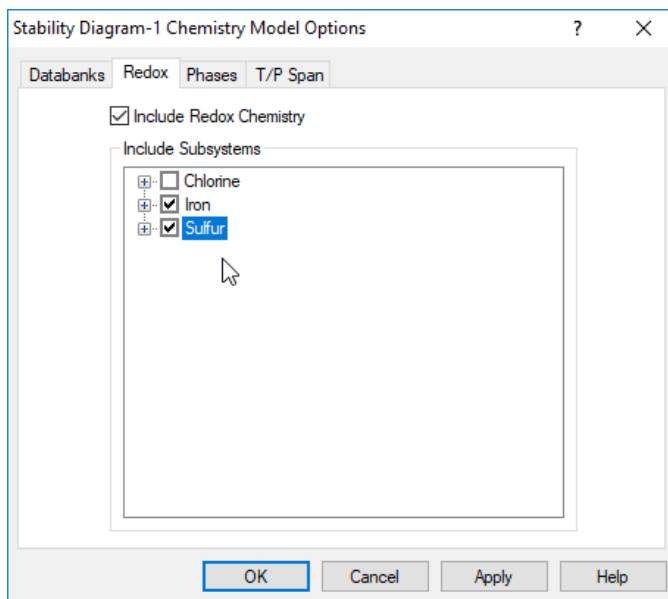 Stability Diagram-1 Chemistry Model Options ?
Databanks Redox Phases T/P Span
Include Redox Chemistry
Include Subsystems
Chlorine
Iron
Sulfur
OK Cancel Apply Help